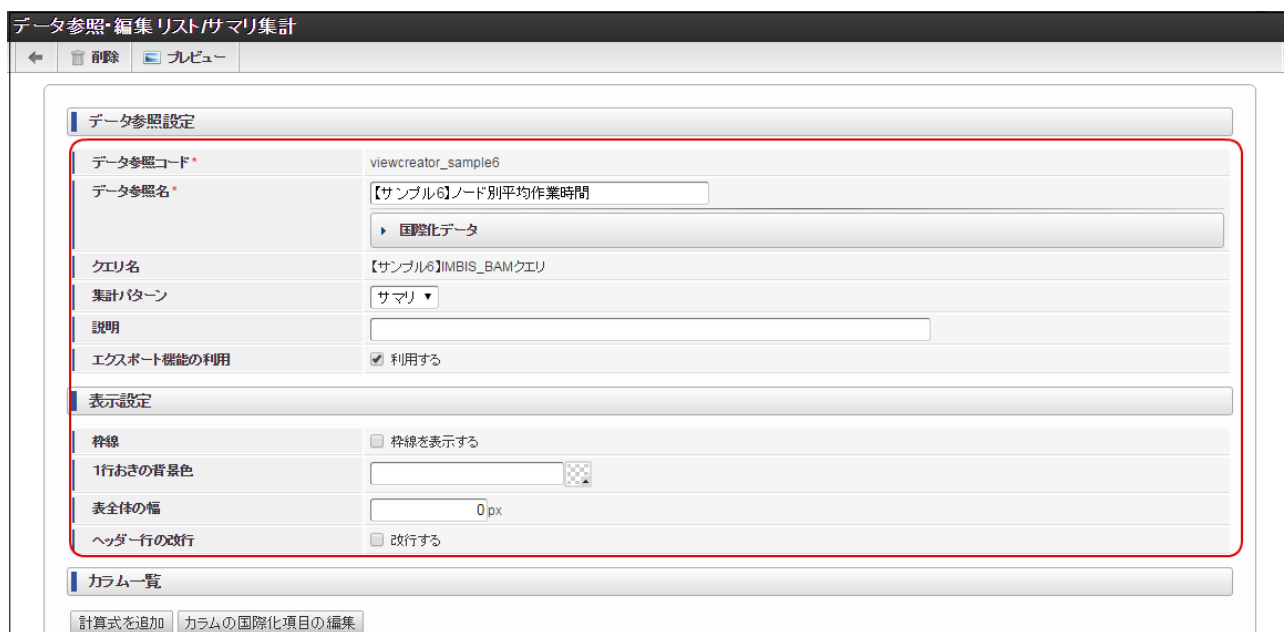 データ参照・編集 リスト/サマリ集計
削除 プレビュー
データ参照設定
データ参照コード* viewcreator_sample6
データ参照名* 【サンプル6】ノード別平均作業時間
国際化データ
クエリ名 【サンプル6】IMBIS_BAMクエリ
集計パターン サマリ
説明
エクスポート機能の利用 利用する
表示設定
枠線 枠線を表示する
1行おきの背景色
表全体の幅 0 px
ヘッダー行の改行 改行する
カラム一覧
計算式を追加 カラムの国際化項目の編集